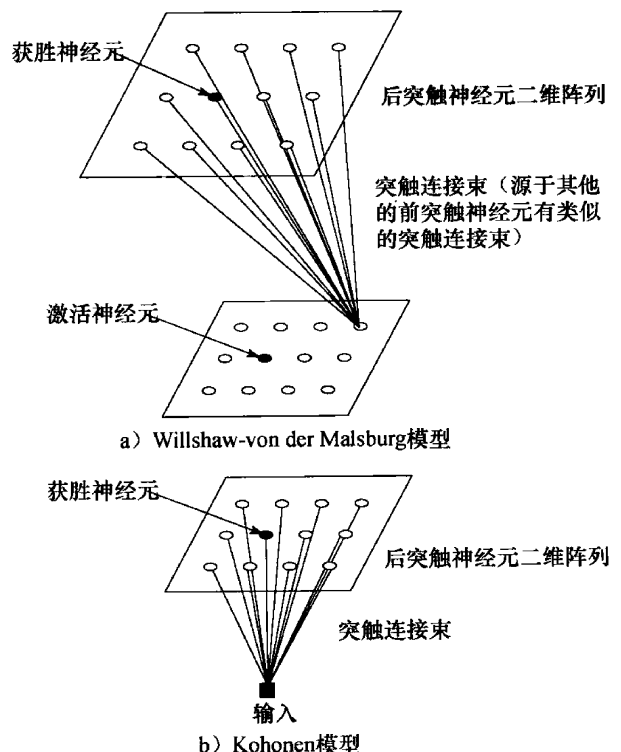 获胜神经元
后突触神经元二维阵列
突触连接束（源于其他
的前突触神经元有类似
的突触连接束）
激活神经元
a）Willshaw-von der Malsburg模型
获胜神经元
后突触神经元二维阵列
突触连接束
输入
b）Kohonen模型